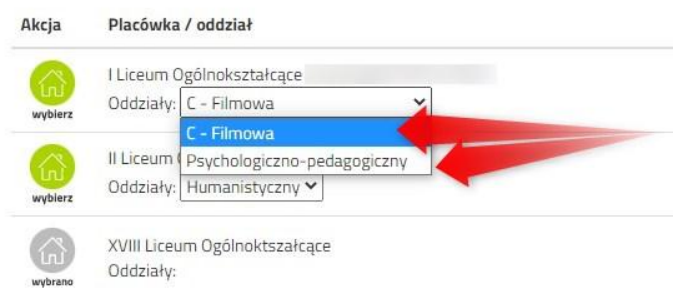 Akcja Placówka / oddział
I Liceum Ogólnokształcące
Oddziały: C - Filmowa
wybierz
C - Filmowa
II Liceum
Psychologiczno-pedagogiczny
Oddziały: Humanistyczny
wybierz
XVIII Liceum Ogólnoktszałcące
Oddziały:
wybrano